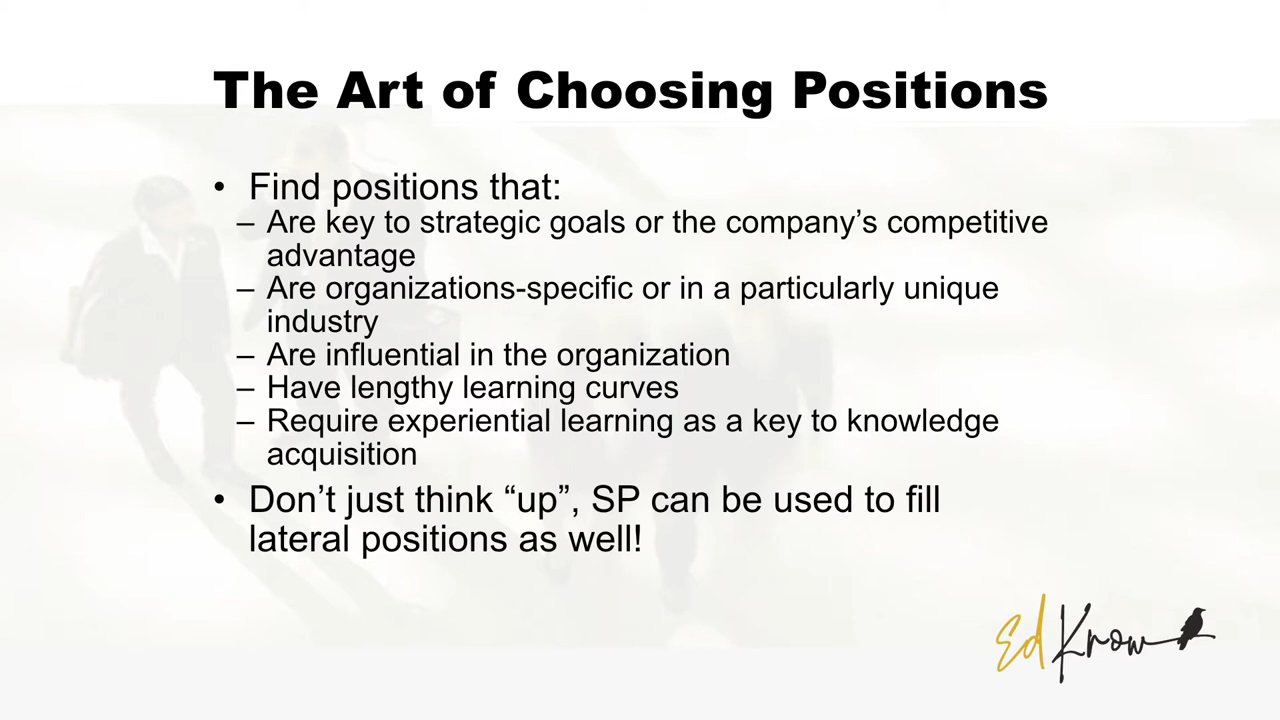 The Art of Choosing Positions
• Find positions that:
– Are key to strategic goals or the company’s competitive
advantage
– Are organizations-specific or in a particularly unique
industry
– Are influential in the organization
– Have lengthy learning curves
– Require experiential learning as a key to knowledge
acquisition
• Don’t just think “up”, SP can be used to fill
lateral positions as well!
Ed Know